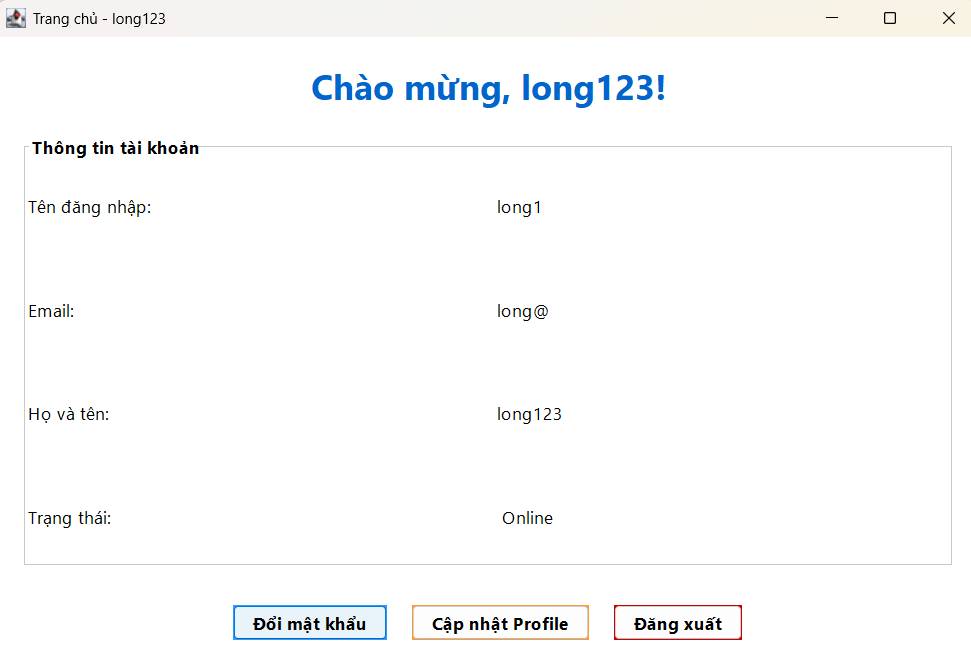 Trang chủ - long123
Chào mừng, long123!
Thông tin tài khoản
Tên đăng nhập: long1
Email: long@
Họ và tên: long123
Trạng thái: Online
Đổi mật khẩu Cập nhật Profile Đăng xuất